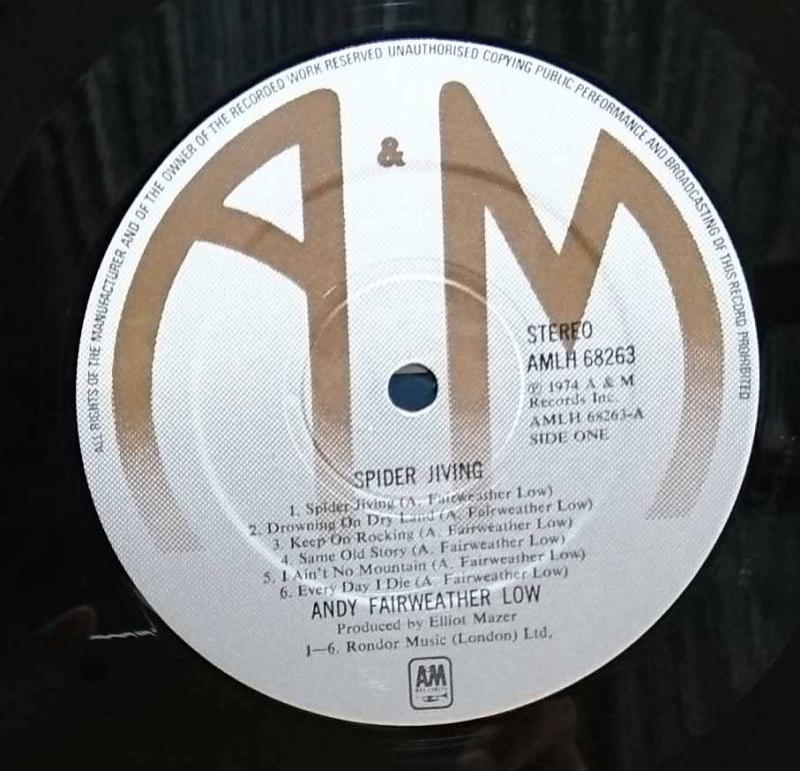 ALL RIGHTS OF THE MANUFACTURER AND OF THE OWNER OF THE RECORDED WORK RESERVED UNAUTHORISED COPYING PUBLIC PERFORMANCE AND BROADCASTING OF THIS RECORD PROHIBITED
A & M
STEREO
AMLH 68263
℗ 1974 A & M
Records Inc.
AMLH 68263-A
SIDE ONE
SPIDER JIVING
1. Spider Jiving (A. Fairweather Low)
2. Drowning On Dry Land (A. Fairweather Low)
3. Keep On Rocking (A. Fairweather Low)
4. Same Old Story (A. Fairweather Low)
5. I Ain't No Mountain (A. Fairweather Low)
6. Every Day I Die (A. Fairweather Low)
ANDY FAIRWEATHER LOW
Produced by Elliot Mazer
1—6. Rondor Music (London) Ltd.
AM
RECORDS